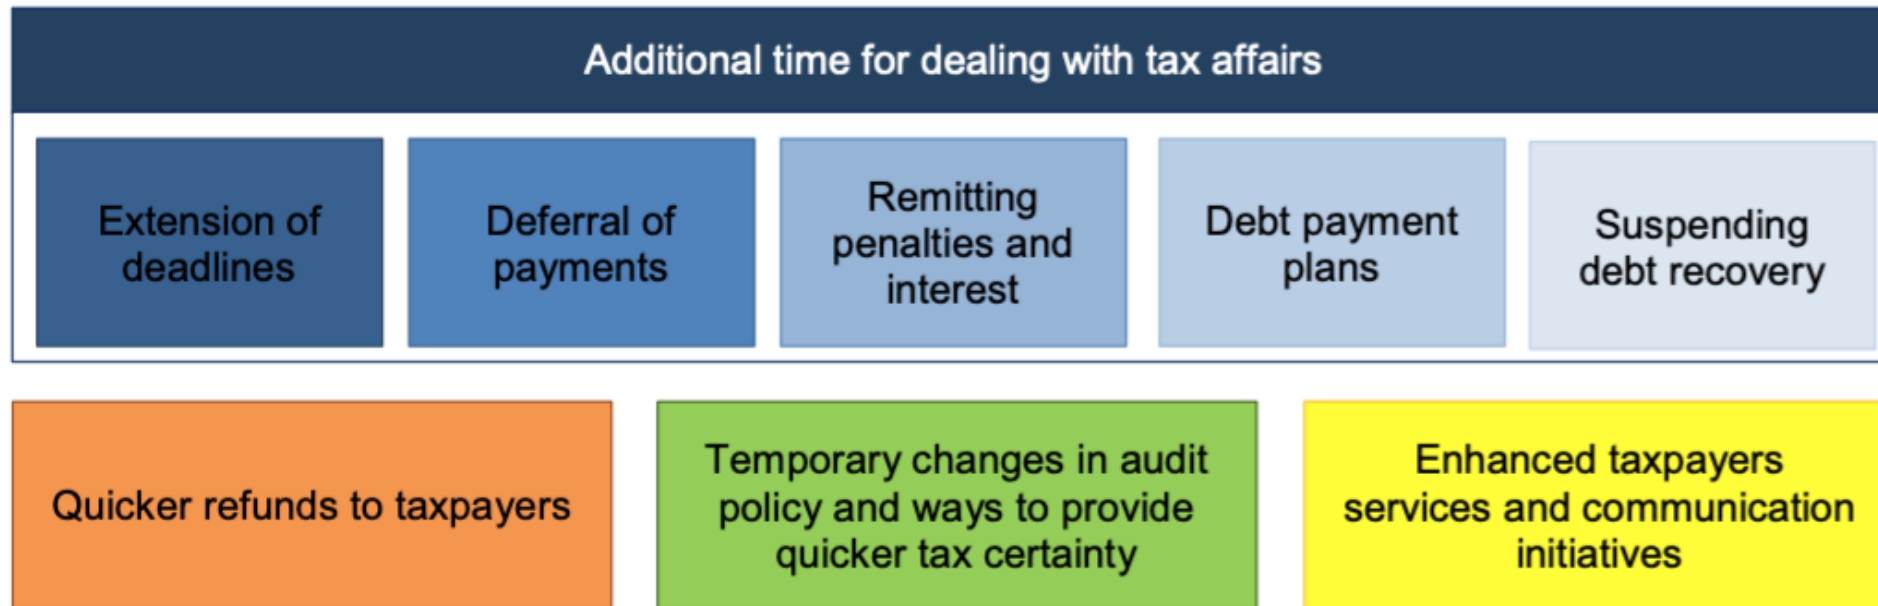 Additional time for dealing with tax affairs
Extension of
deadlines
Deferral of
payments
Remitting
penalties and
interest
Debt payment
plans
Suspending
debt recovery
Quicker refunds to taxpayers
Temporary changes in audit
policy and ways to provide
quicker tax certainty
Enhanced taxpayers
services and communication
initiatives